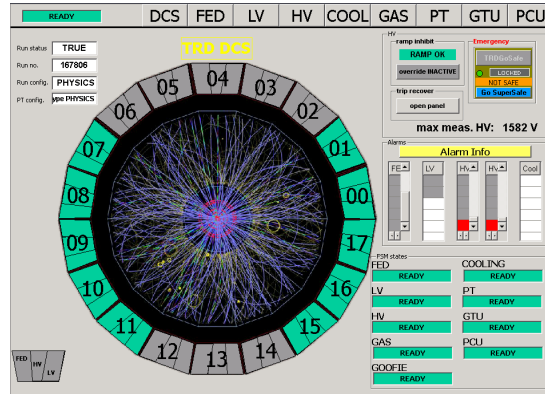 READY DCS FED LV HV COOL GAS PT GTU PCU
TRD DCS
Run status TRUE
Run no. 167806
Run config. PHYSICS
PT config. ype PHYSICS
04
05 03
06 02
07 01
08 00
09 17
10 16
11 15
12 14
13
FED HV LV
HV
ramp inhibit
RAMP OK
override INACTIVE
trip recover
open panel
Emergency
TRDGoSafe
LOCKED
NOT SAFE
Go SuperSafe
max meas. HV: 1582 V
Alarms
Alarm Info
FE LV HV HV Cool
FSM states
FED COOLING
READY READY
LV PT
READY READY
HV GTU
READY READY
GAS PCU
READY READY
GOOFIE
READY